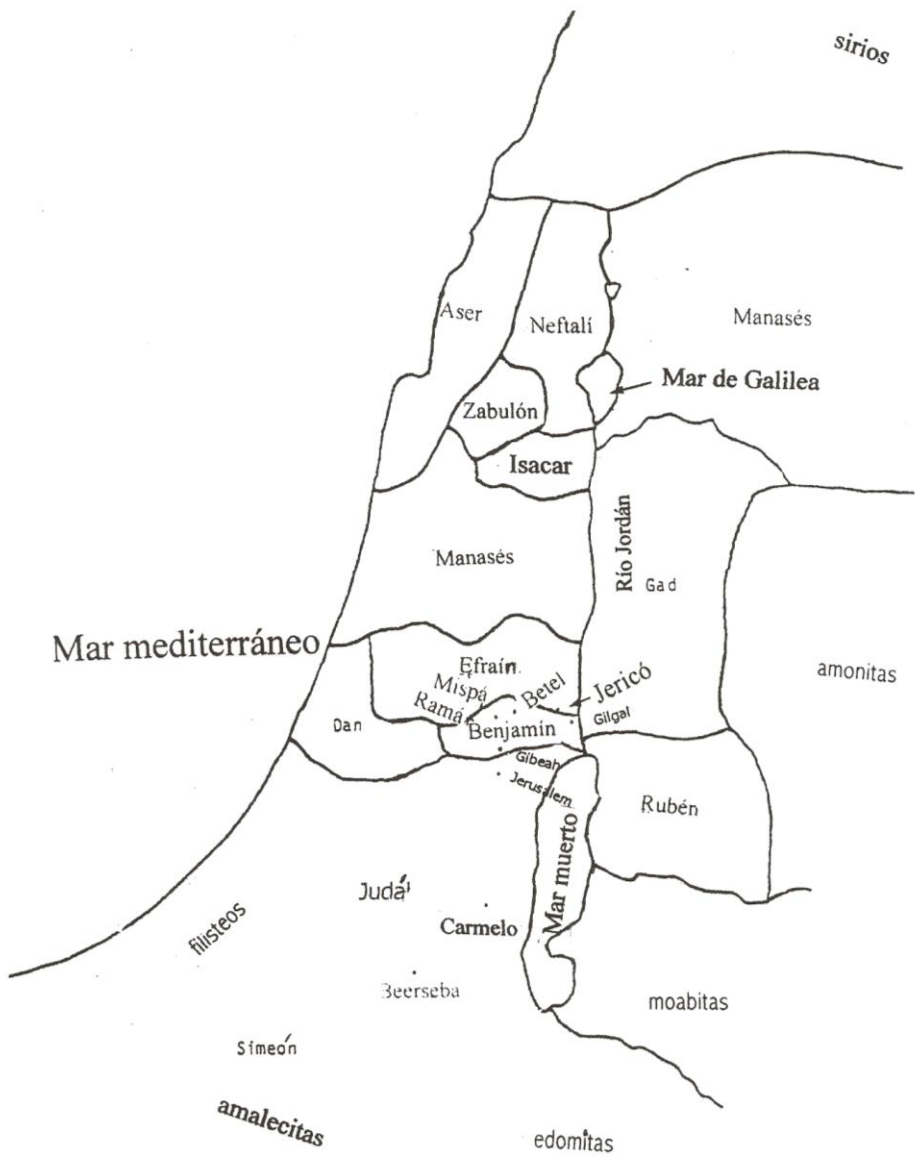 sirios
Aser
Neftalí
Manasés
Mar de Galilea
Zabulón
Isacar
Río Jordán
Manasés
Gad
Mar mediterráneo
Efraín
amonitas
Mispá
Betel
Jericó
Ramá
Gilgal
Dan
Benjamín
Gibeah
Jerusalem
Rubén
Mar muerto
Judá
Carmelo
filisteos
Beerseba
moabitas
Simeón
amalecitas
edomitas